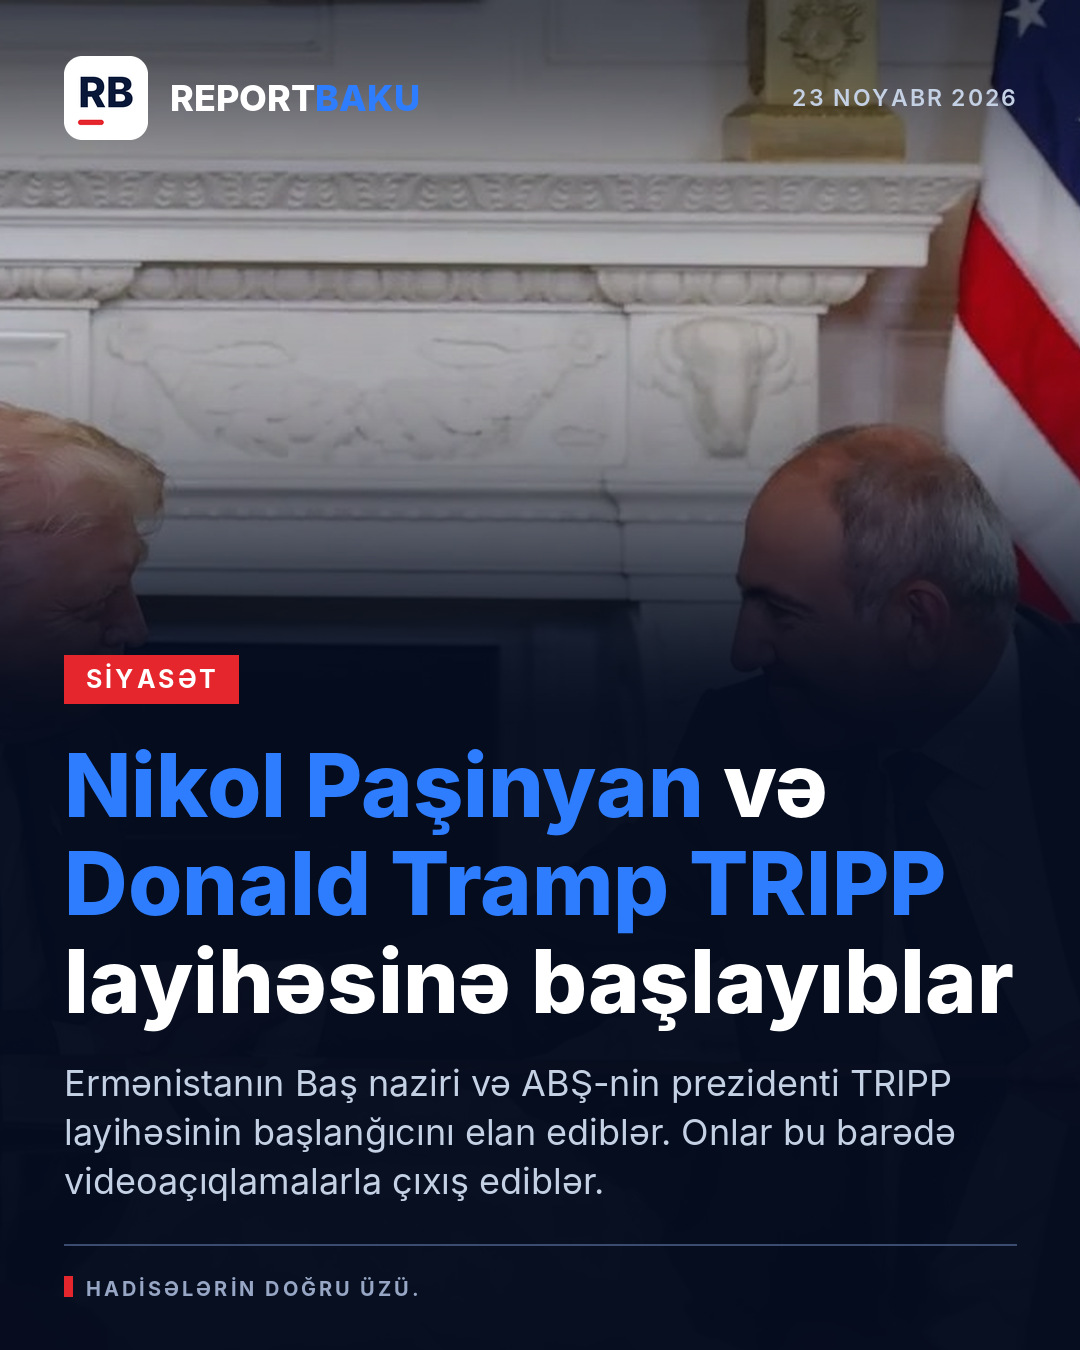 RB
REPORTBAKU
23 NOYABR 2026
SİYASƏT
Nikol Paşinyan və
Donald Tramp TRIPP
layihəsinə başlayıblar
Ermənistanın Baş naziri və ABŞ-nin prezidenti TRIPP
layihəsinin başlanğıcını elan ediblər. Onlar bu barədə
videoaçıqlamalarla çıxış ediblər.
HADİSƏLƏRİN DOĞRU ÜZÜ.